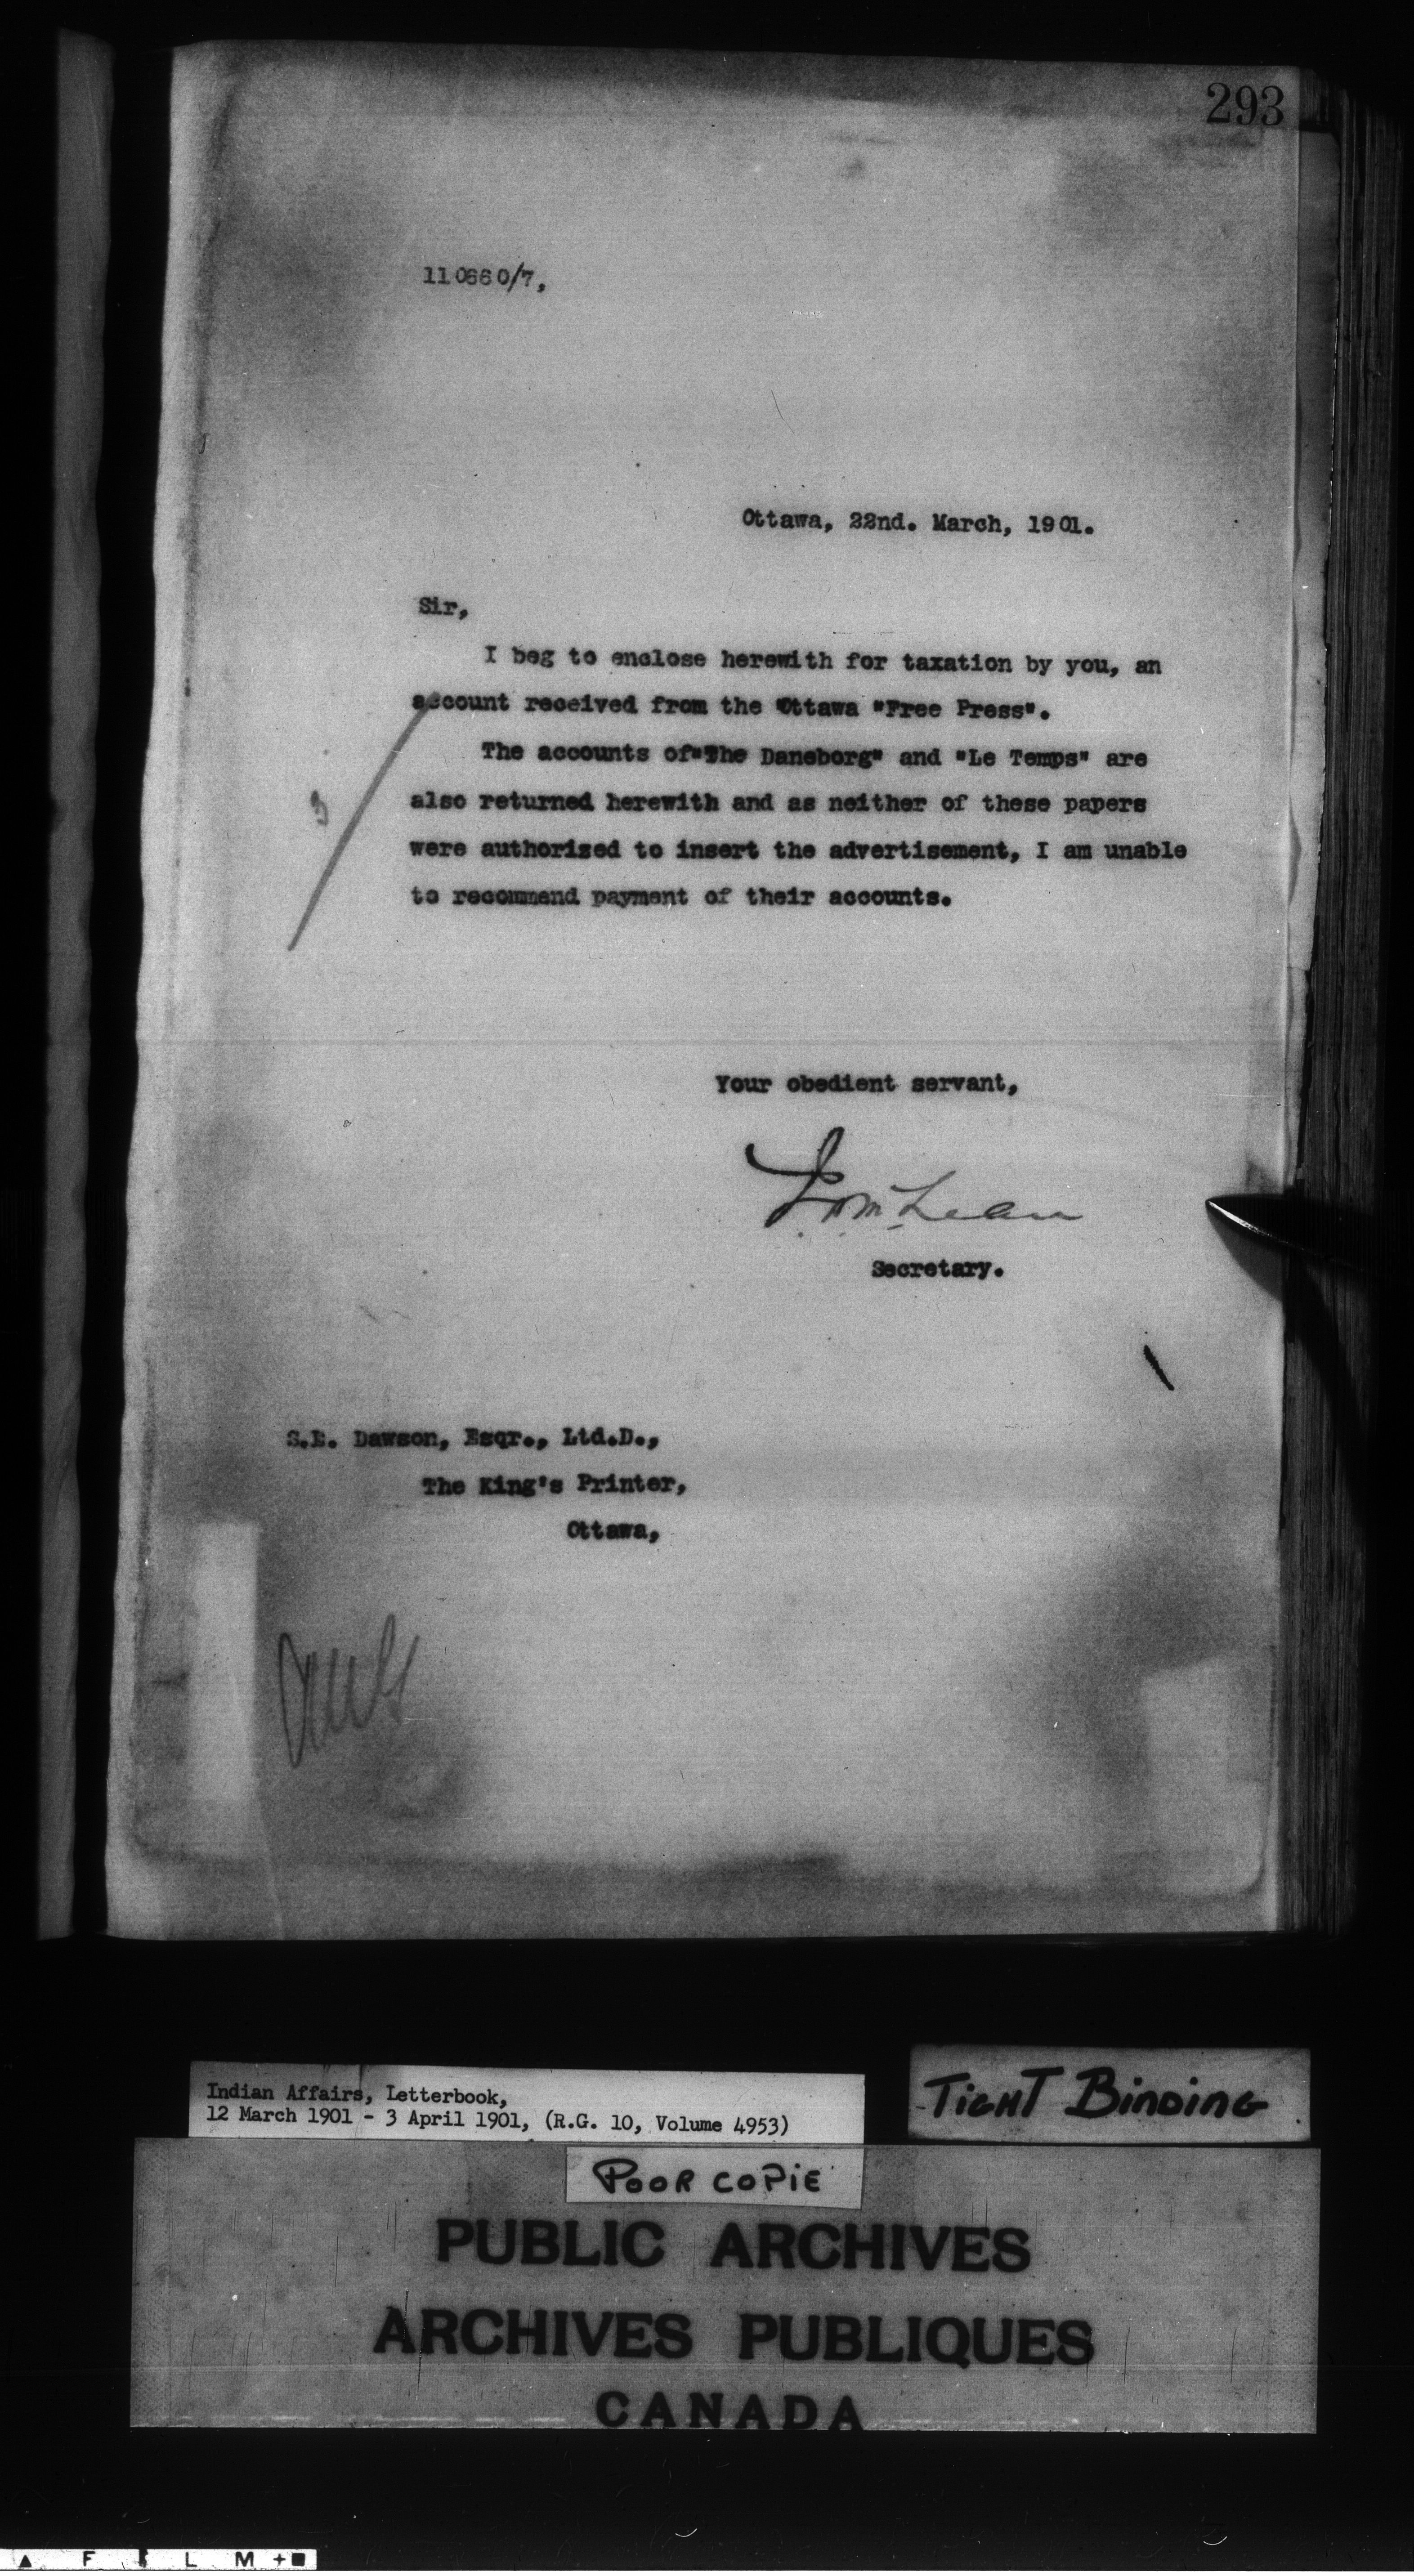 293
110660/7,
Ottawa, 22nd. March, 1901.
Sir,
I beg to enclose herewith for taxation by you, an
account received from the Ottawa "Free Press".
The accounts of"The Daneborg" and "Le Temps" are
also returned herewith and as neither of these papers
were authorized to insert the advertisement, I am unable
to recommend payment of their accounts.
Your obedient servant,
J.D. McLean
Secretary.
S.E. Dawson, Esqr., Ltd.D.,
The King's Printer,
Ottawa,
Indian Affairs, Letterbook,
12 March 1901 - 3 April 1901, (R.G. 10, Volume 4953)
TIGHT BINDING
POOR COPIE
PUBLIC ARCHIVES
ARCHIVES PUBLIQUES
CANADA
F I L M